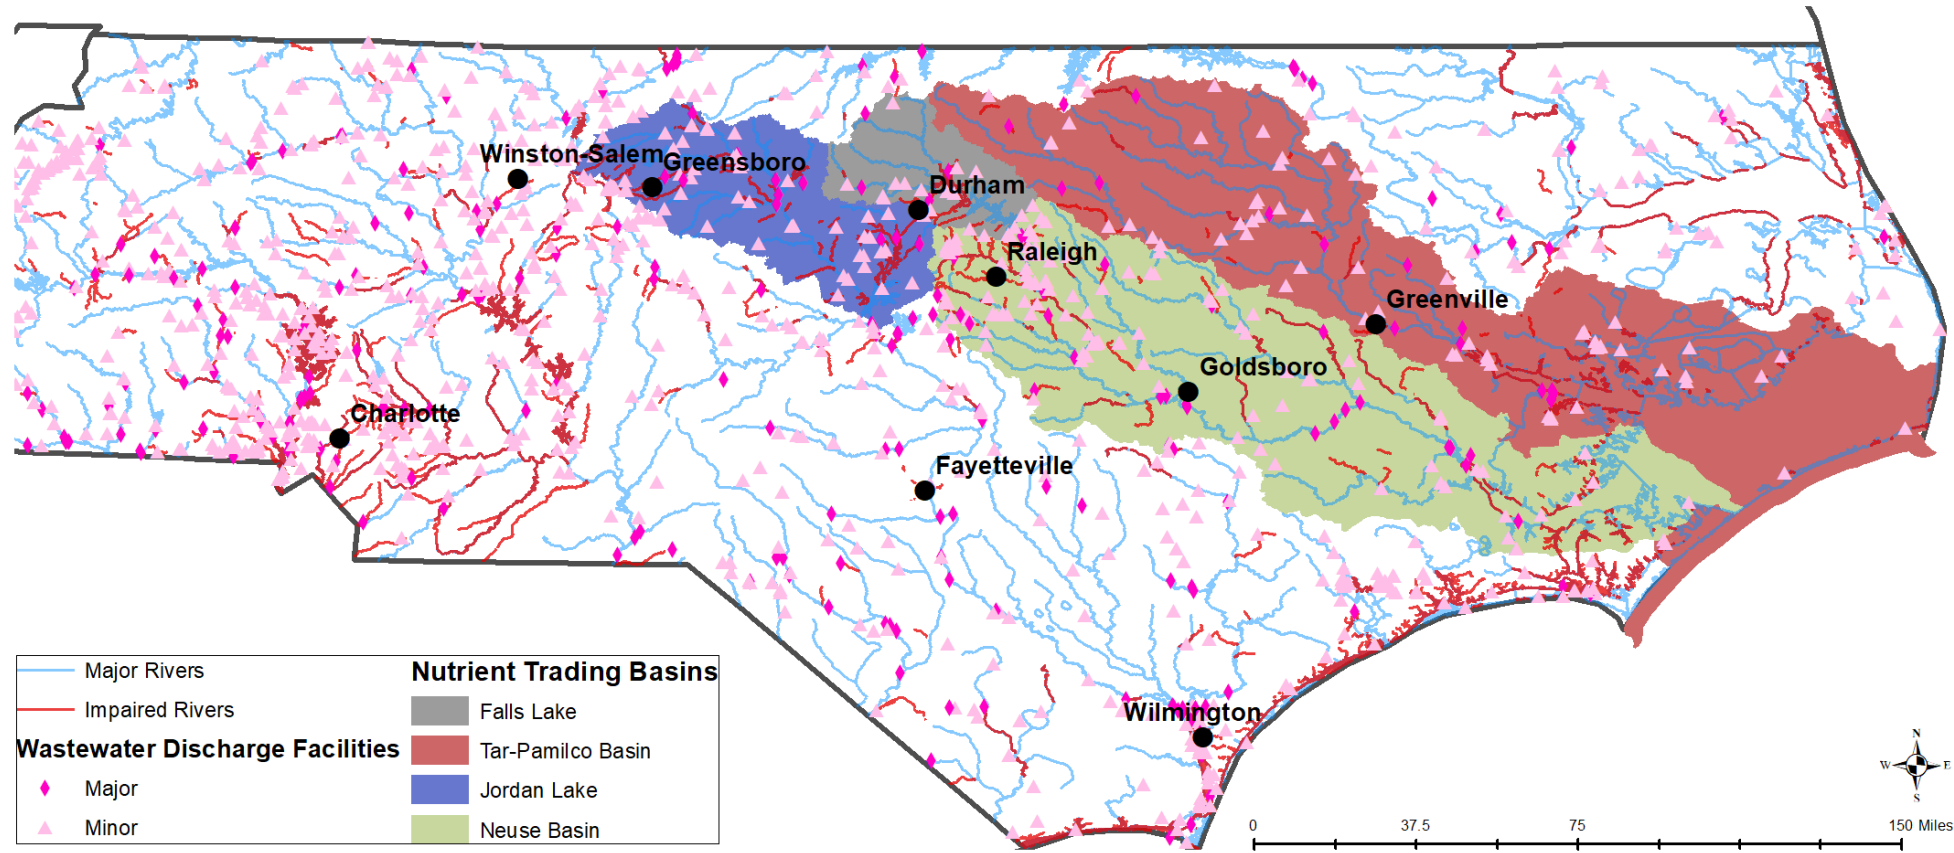 Winston-Salem
Greensboro
Durham
Raleigh
Greenville
Goldsboro
Charlotte
Fayetteville
Wilmington
Major Rivers
Impaired Rivers
Wastewater Discharge Facilities
Major
Minor
Nutrient Trading Basins
Falls Lake
Tar-Pamilco Basin
Jordan Lake
Neuse Basin
N
W E
S
0 37.5 75 150 Miles